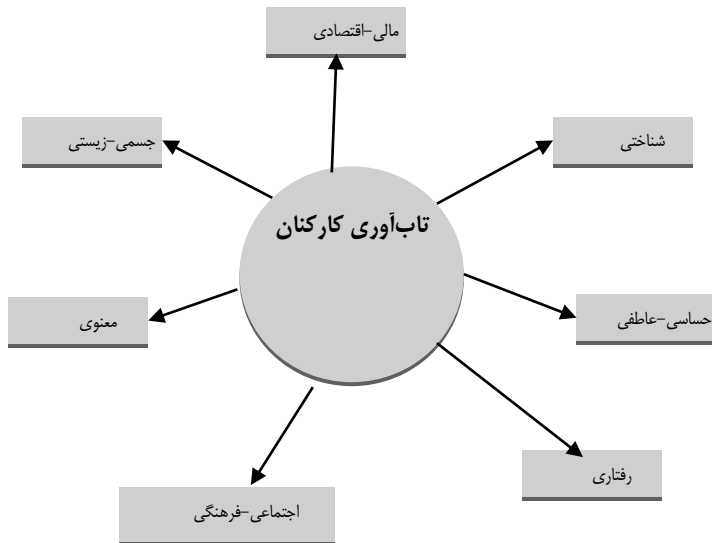 مالی-اقتصادی
شناختی
جسمی-زیستی
تاب‌آوری کارکنان
حساسی-عاطفی
معنوی
رفتاری
اجتماعی-فرهنگی